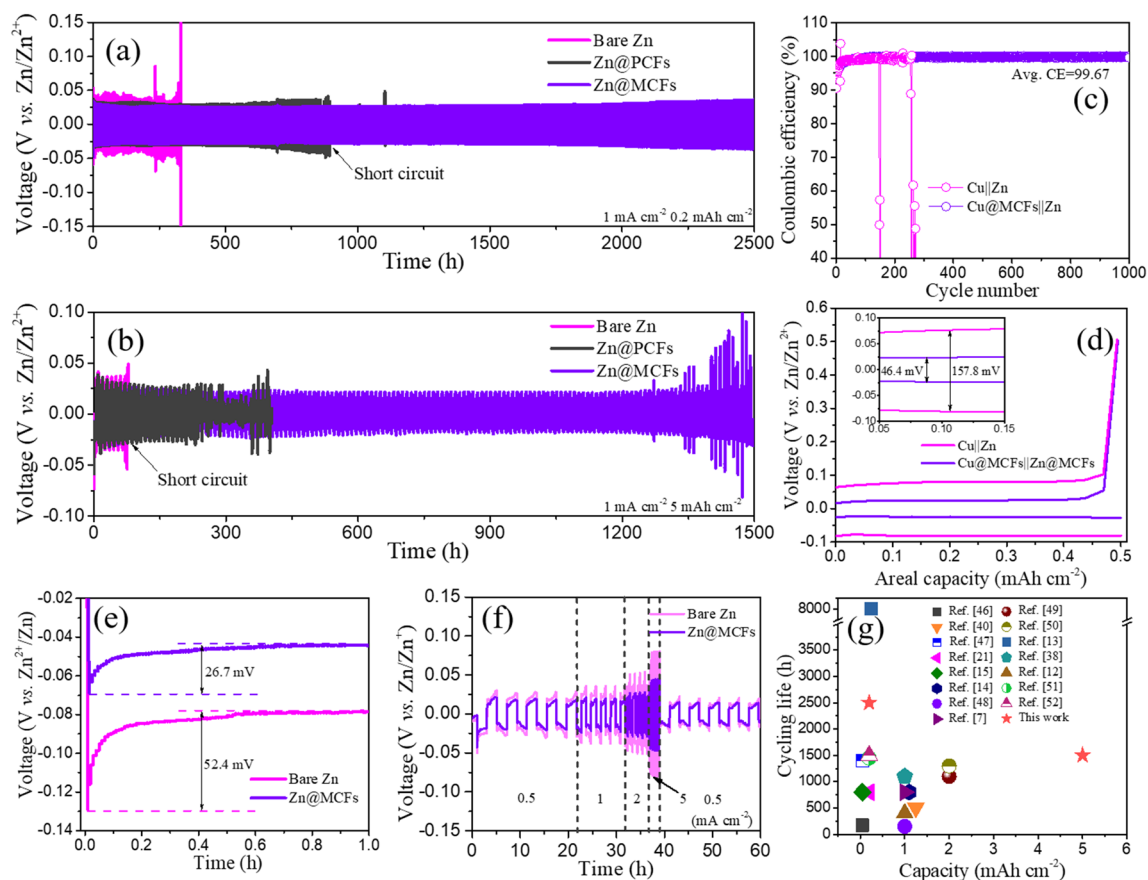 (a)
Voltage (V vs. Zn/Zn²⁺)
0.15
0.10
0.05
0.00
-0.05
-0.10
-0.15
Bare Zn
Zn@PCFs
Zn@MCFs
Short circuit
1 mA cm⁻² 0.2 mAh cm⁻²
0 500 1000 1500 2000 2500
Time (h)
(c)
Coulombic efficiency (%)
120
110
100
90
80
70
60
50
40
Avg. CE=99.67
Cu||Zn
Cu@MCFs||Zn
0 200 400 600 800 1000
Cycle number
(b)
Voltage (V vs. Zn/Zn²⁺)
0.10
0.05
0.00
-0.05
-0.10
Bare Zn
Zn@PCFs
Zn@MCFs
Short circuit
1 mA cm⁻² 5 mAh cm⁻²
0 300 600 900 1200 1500
Time (h)
(d)
Voltage (V vs. Zn/Zn²⁺)
0.6
0.5
0.4
0.3
0.2
0.1
0.0
-0.1
0.10
0.05
0.00
-0.05
-0.10
46.4 mV
157.8 mV
0.05 0.10 0.15
Cu||Zn
Cu@MCFs||Zn@MCFs
0.0 0.1 0.2 0.3 0.4 0.5
Areal capacity (mAh cm⁻²)
(e)
Voltage (V vs. Zn²⁺/Zn)
-0.02
-0.04
-0.06
-0.08
-0.10
-0.11
-0.13
26.7 mV
52.4 mV
Bare Zn
Zn@MCFs
0.0 0.2 0.4 0.6 0.8 1.0
Time (h)
(f)
Voltage (V vs. Zn/Zn⁺)
0.15
0.10
0.05
0.00
-0.05
-0.10
-0.15
Bare Zn
Zn@MCFs
0.5 1 2 5 0.5
(mA cm⁻²)
0 10 20 30 40 50 60
Time (h)
(g)
Cycling life (h)
8000
3500
3000
2500
2000
1500
1000
500
0
Ref. [46] Ref. [49]
Ref. [40] Ref. [50]
Ref. [47] Ref. [13]
Ref. [21] Ref. [38]
Ref. [15] Ref. [12]
Ref. [14] Ref. [51]
Ref. [48] Ref. [52]
Ref. [7] This work
0 1 2 3 4 5 6
Capacity (mAh cm⁻²)